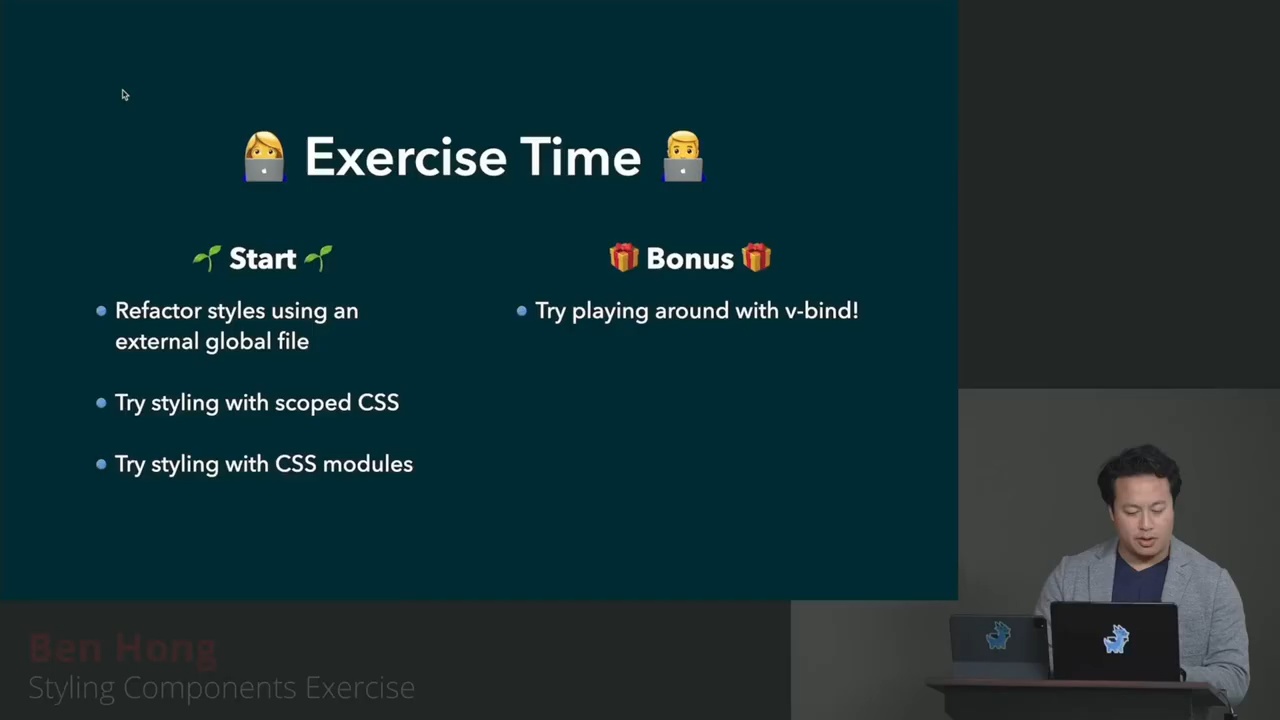 Exercise Time
Start
Refactor styles using an
external global file
Try styling with scoped CSS
Try styling with CSS modules
Bonus
Try playing around with v-bind!
Ben Hong
Styling Components Exercise